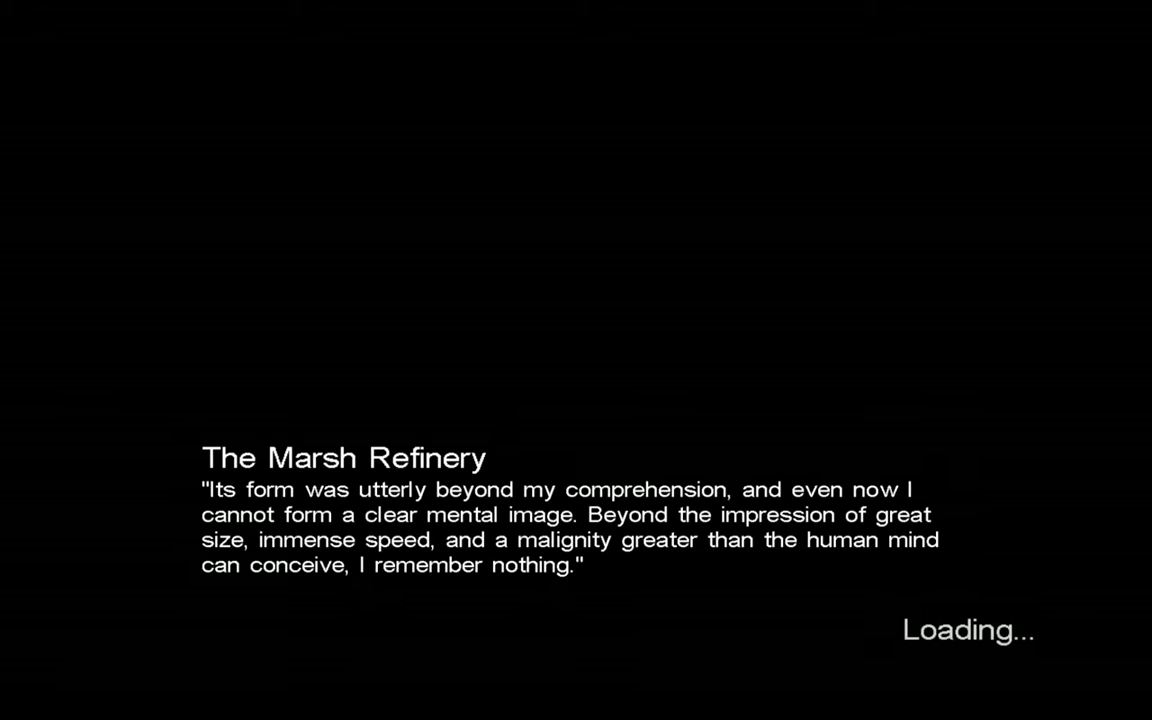 The Marsh Refinery
"Its form was utterly beyond my comprehension, and even now I
cannot form a clear mental image. Beyond the impression of great
size, immense speed, and a malignity greater than the human mind
can conceive, I remember nothing."
Loading...